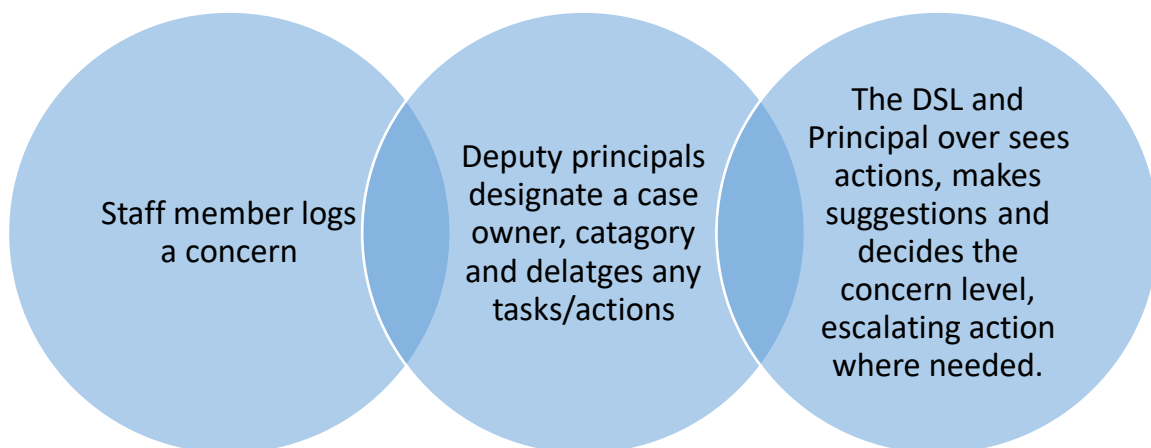 Staff member logs
a concern
Deputy principals
designate a case
owner, catagory
and delatges any
tasks/actions
The DSL and
Principal over sees
actions, makes
suggestions and
decides the
concern level,
escalating action
where needed.